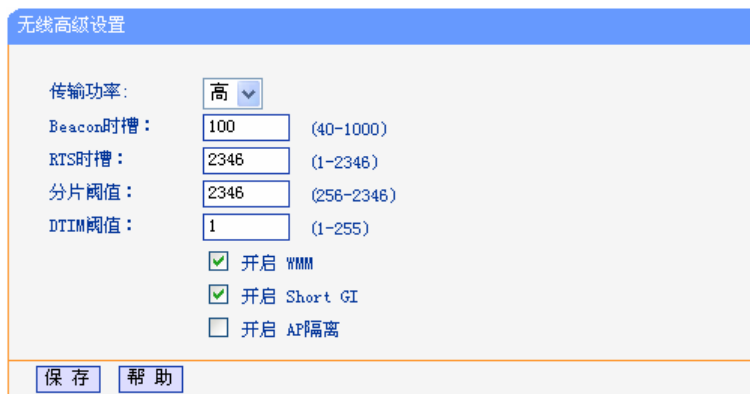 无线高级设置
传输功率: 高
Beacon时槽： 100 (40-1000)
RTS时槽： 2346 (1-2346)
分片阈值： 2346 (256-2346)
DTIM阈值： 1 (1-255)
开启 WMM
开启 Short GI
开启 AP隔离
保 存 帮 助